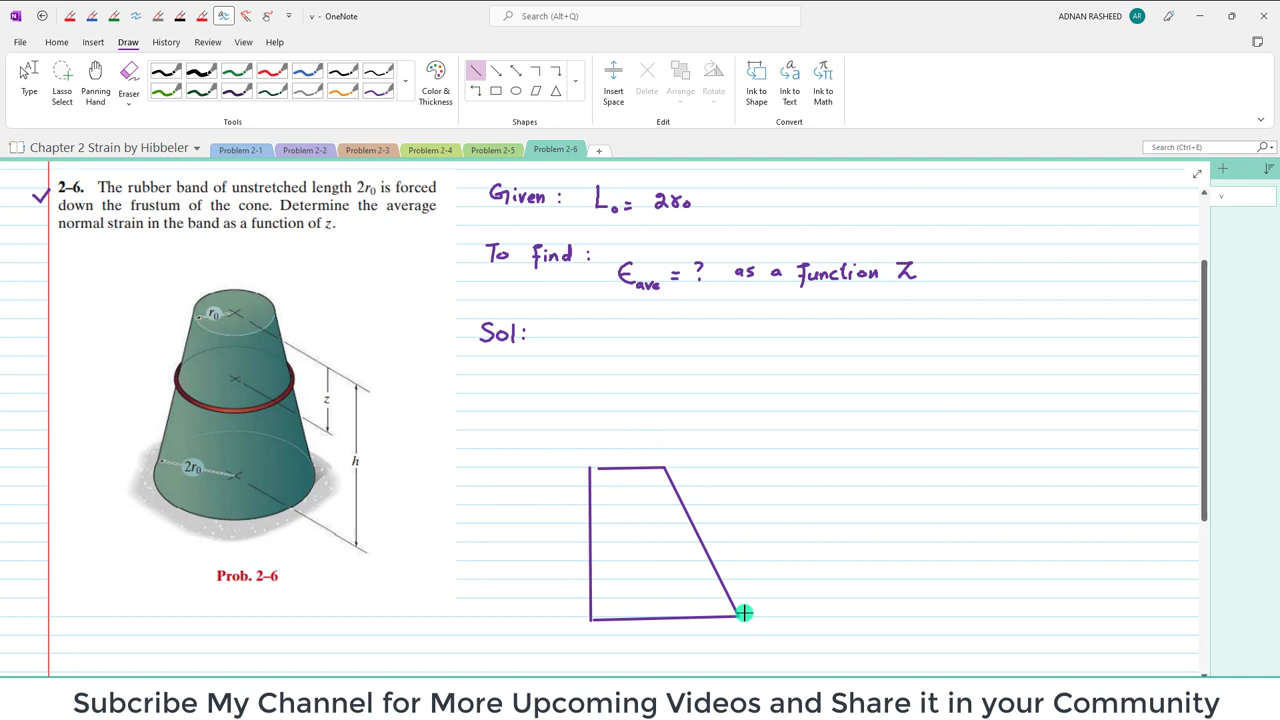 v - OneNote
Search (Alt+Q)
ADNAN RASHEED
AR
File
Home
Insert
Draw
History
Review
View
Help
Type
Lasso Select
Panning Hand
Eraser
Color & Thickness
Insert Space
Delete
Arrange
Rotate
Ink to Shape
Ink to Text
Ink to Math
Tools
Shapes
Edit
Convert
Chapter 2 Strain by Hibbeler
Problem 2-1
Problem 2-2
Problem 2-3
Problem 2-4
Problem 2-5
Problem 2-6
Search (Ctrl+E)
v
2–6. The rubber band of unstretched length 2r₀ is forced
down the frustum of the cone. Determine the average
normal strain in the band as a function of z.
r₀
z
h
2r₀
Prob. 2–6
Given : L₀ = 2r₀
To find :
ϵave = ? as a function Z
Sol:
Subcribe My Channel for More Upcoming Videos and Share it in your Community